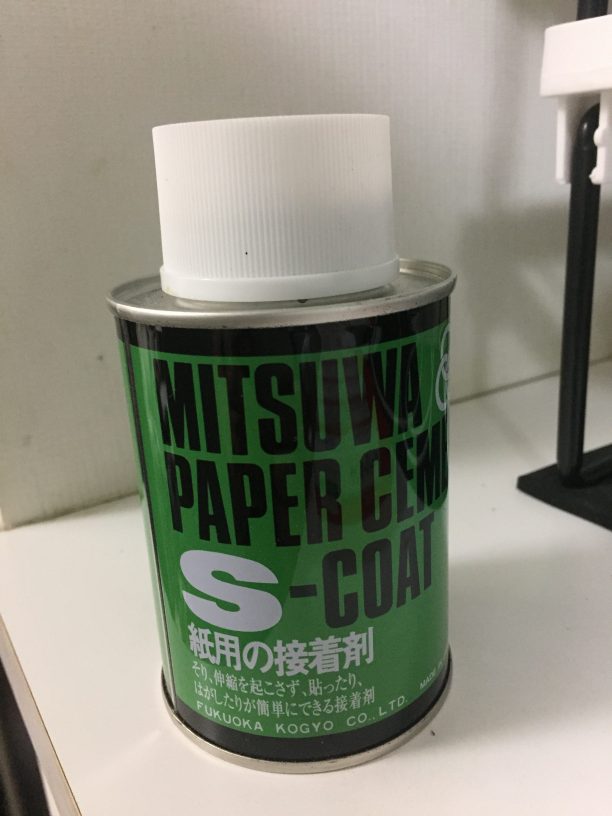 MITSUWA
PAPER CEME
S-COAT
紙用の接着剤
そり、伸縮を起こさず、貼ったり、
はがしたりが簡単にできる接着剤
FUKUOKA KOGYO CO., LTD.
MADE